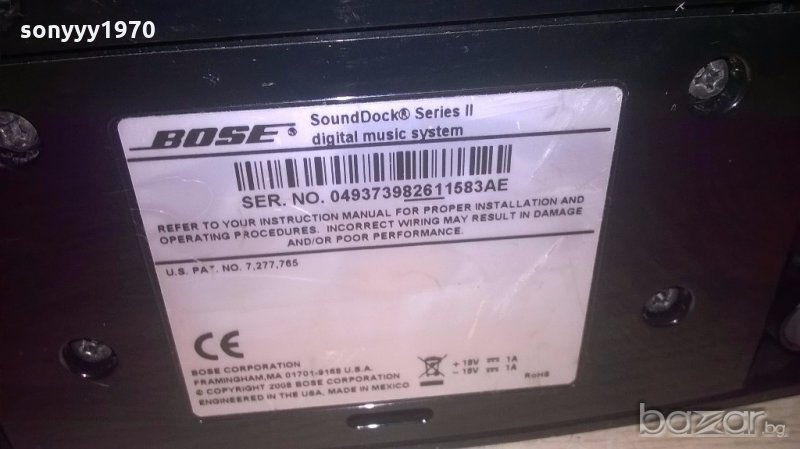 sonyyy1970
BOSE®
SoundDock® Series II
digital music system
SER. NO. 049373982611583AE
REFER TO YOUR INSTRUCTION MANUAL FOR PROPER INSTALLATION AND
OPERATING PROCEDURES. INCORRECT WIRING MAY RESULT IN DAMAGE
AND/OR POOR PERFORMANCE.
U.S. PAT. NO. 7,277,765
CE
BOSE CORPORATION
FRAMINGHAM,MA 01701-9168 U.S.A.
© COPYRIGHT 2008 BOSE CORPORATION
ENGINEERED IN THE USA, MADE IN MEXICO
+ 18V ⎓ 1A
- 18V ⎓ 1A
RoHS
bazar.bg